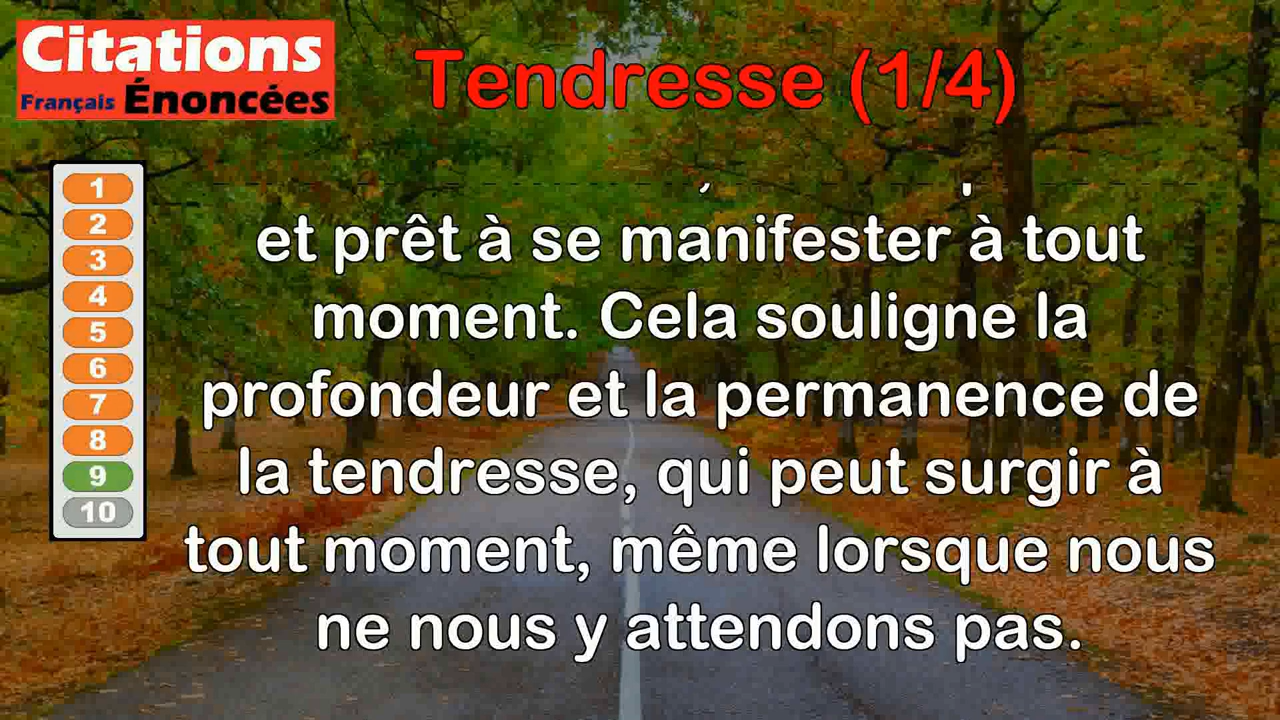 Citations
Français Énoncées
Tendresse (1/4)
1
2
3
4
5
6
7
8
9
10
et prêt à se manifester à tout
moment. Cela souligne la
profondeur et la permanence de
la tendresse, qui peut surgir à
tout moment, même lorsque nous
ne nous y attendons pas.